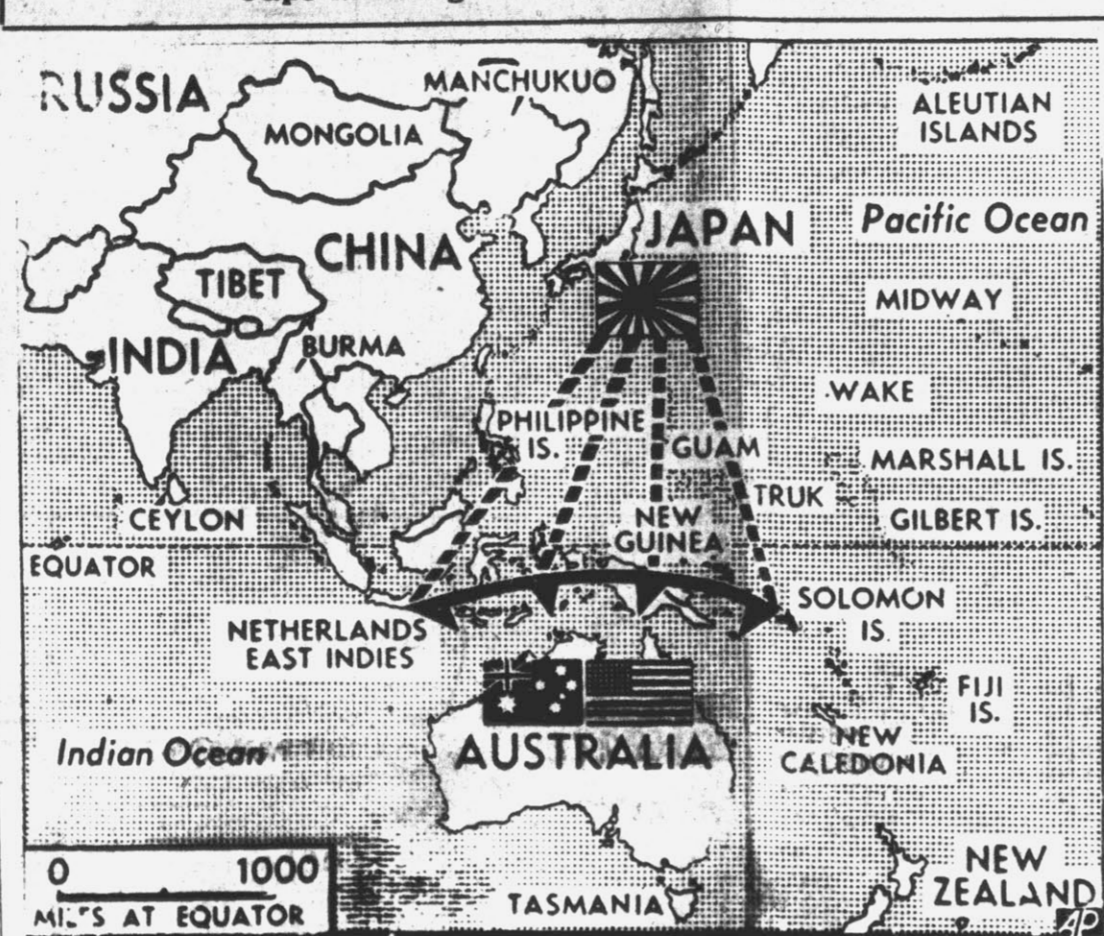 RUSSIA
MANCHUKUO
MONGOLIA
ALEUTIAN
ISLANDS
JAPAN
Pacific Ocean
CHINA
TIBET
MIDWAY
INDIA
BURMA
WAKE
PHILIPPINE
IS.
GUAM
MARSHALL IS.
TRUK
CEYLON
NEW
GUINEA
GILBERT IS.
EQUATOR
SOLOMON
IS.
NETHERLANDS
EAST INDIES
FIJI
IS.
Indian Ocean
AUSTRALIA
NEW
CALEDONIA
0 1000
MILES AT EQUATOR
TASMANIA
NEW
ZEALAND
AP